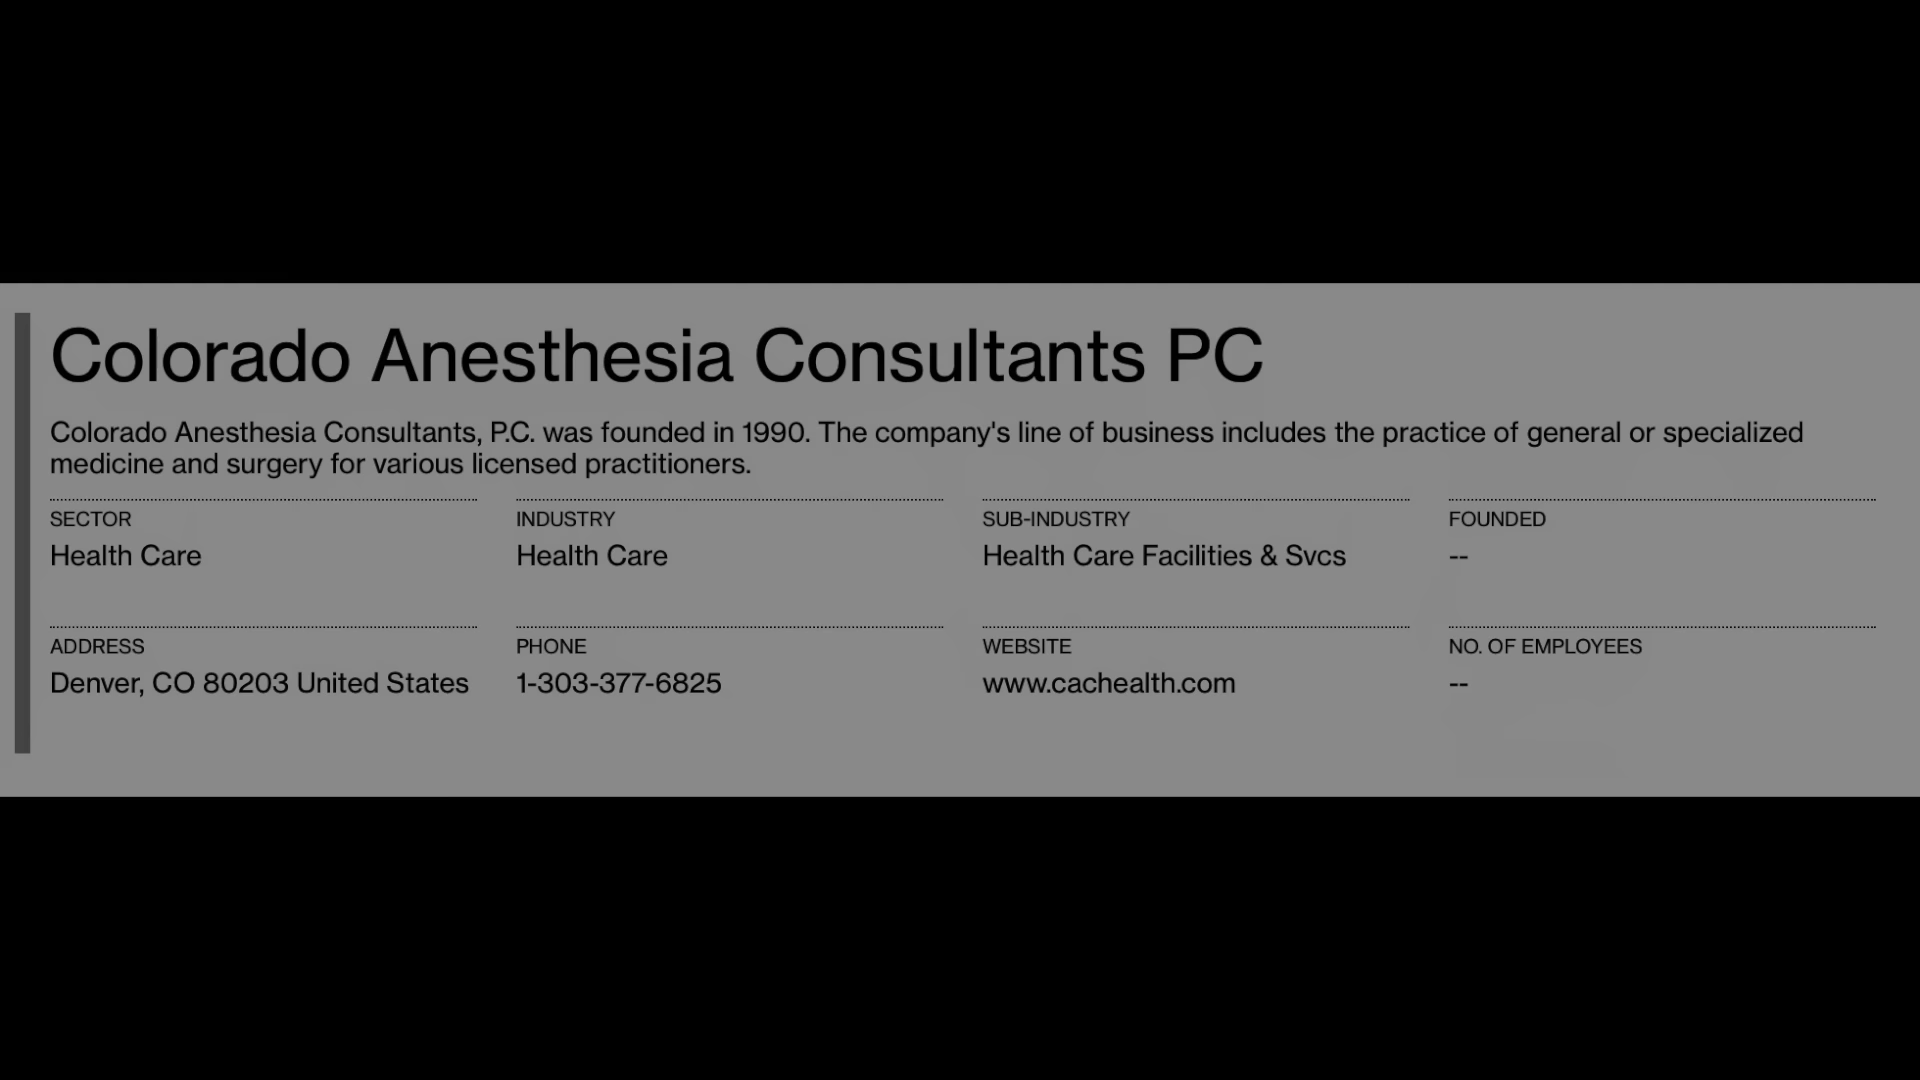 Colorado Anesthesia Consultants PC
Colorado Anesthesia Consultants, P.C. was founded in 1990. The company's line of business includes the practice of general or specialized
medicine and surgery for various licensed practitioners.
SECTOR
Health Care
INDUSTRY
Health Care
SUB-INDUSTRY
Health Care Facilities & Svcs
FOUNDED
--
ADDRESS
Denver, CO 80203 United States
PHONE
1-303-377-6825
WEBSITE
www.cachealth.com
NO. OF EMPLOYEES
--